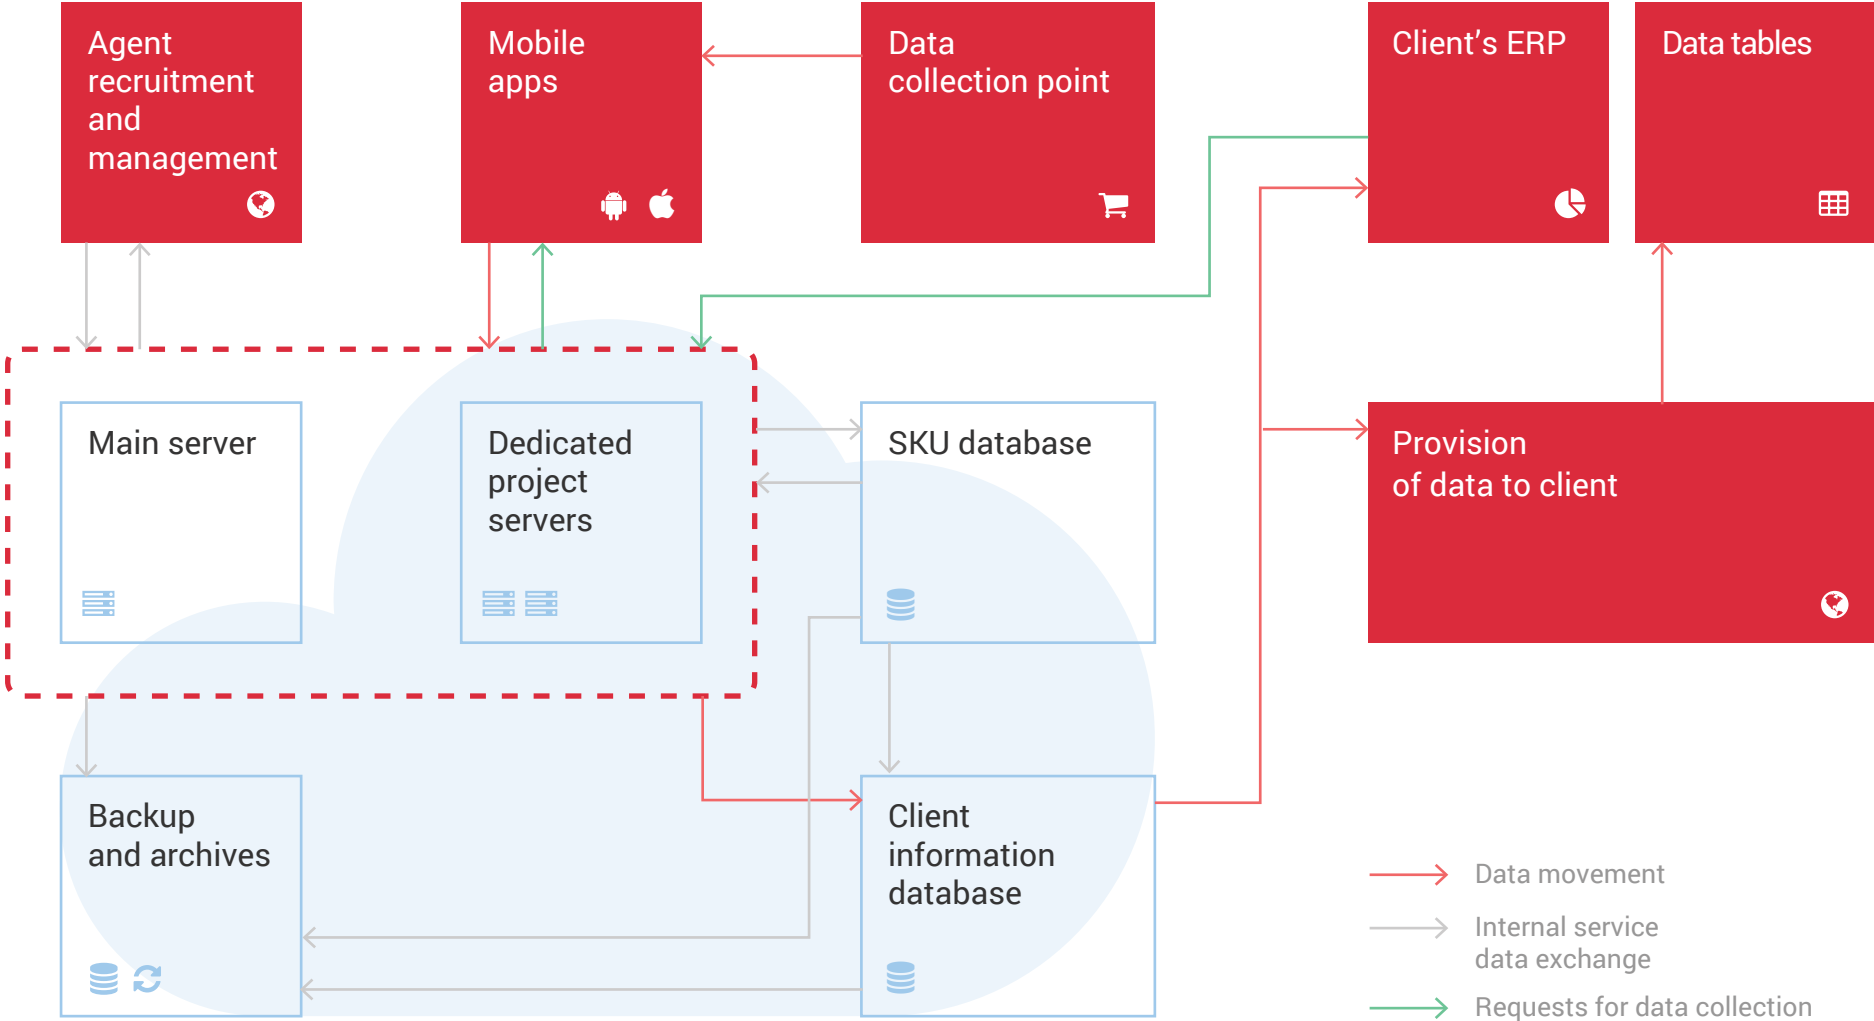 Agent
recruitment
and
management
Mobile
apps
Data
collection point
Client's ERP
Data tables
Main server
Dedicated
project
servers
SKU database
Provision
of data to client
Backup
and archives
Client
information
database
Data movement
Internal service
data exchange
Requests for data collection